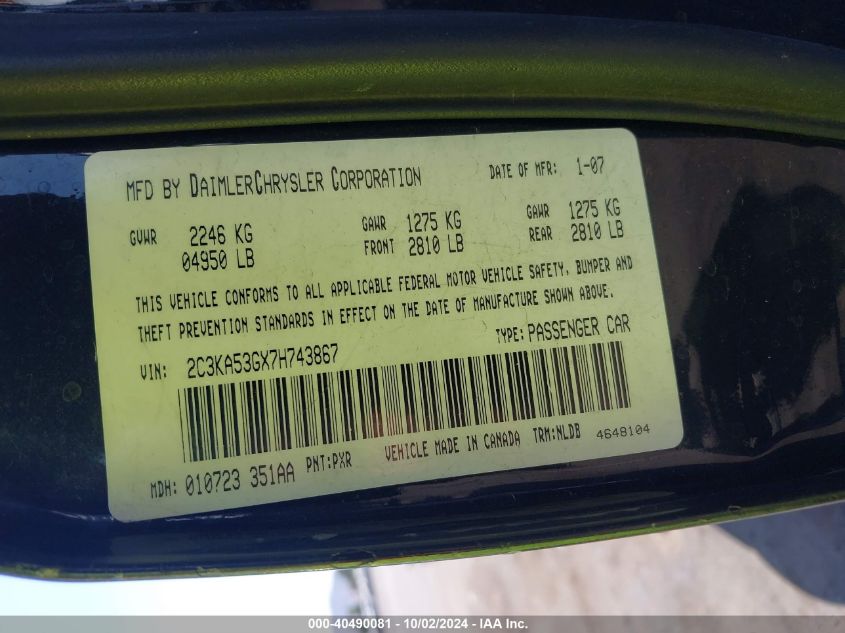 MFD BY DAIMLERCHRYSLER CORPORATION DATE OF MFR: 1-07
GVWR 2246 KG GAWR 1275 KG GAWR 1275 KG
04950 LB FRONT 2810 LB REAR 2810 LB
THIS VEHICLE CONFORMS TO ALL APPLICABLE FEDERAL MOTOR VEHICLE SAFETY, BUMPER AND
THEFT PREVENTION STANDARDS IN EFFECT ON THE DATE OF MANUFACTURE SHOWN ABOVE.
VIN: 2C3KA53GX7H743867 TYPE: PASSENGER CAR
MDH: 010723 351AA PNT:PXR VEHICLE MADE IN CANADA TRM:NLDB 4648104
000-40490081 - 10/02/2024 - IAA Inc.